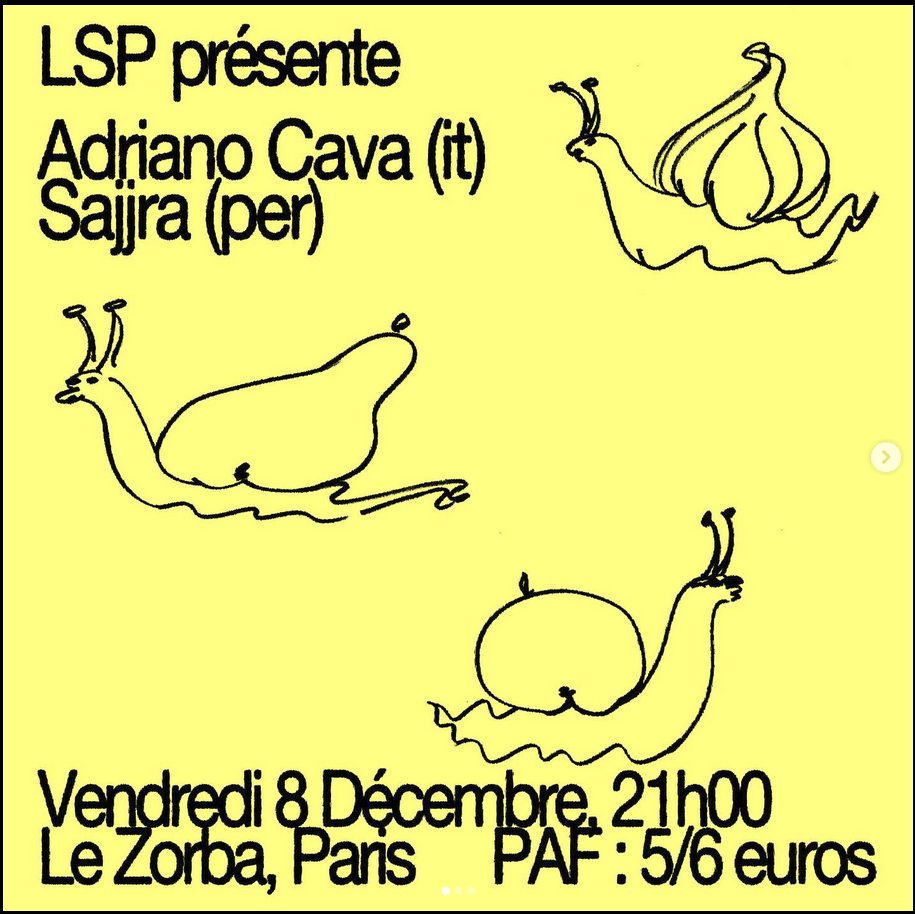 LSP présente
Adriano Cava (it)
Sajjra (per)
Vendredi 8 Décembre, 21h00
Le Zorba, Paris PAF : 5/6 euros